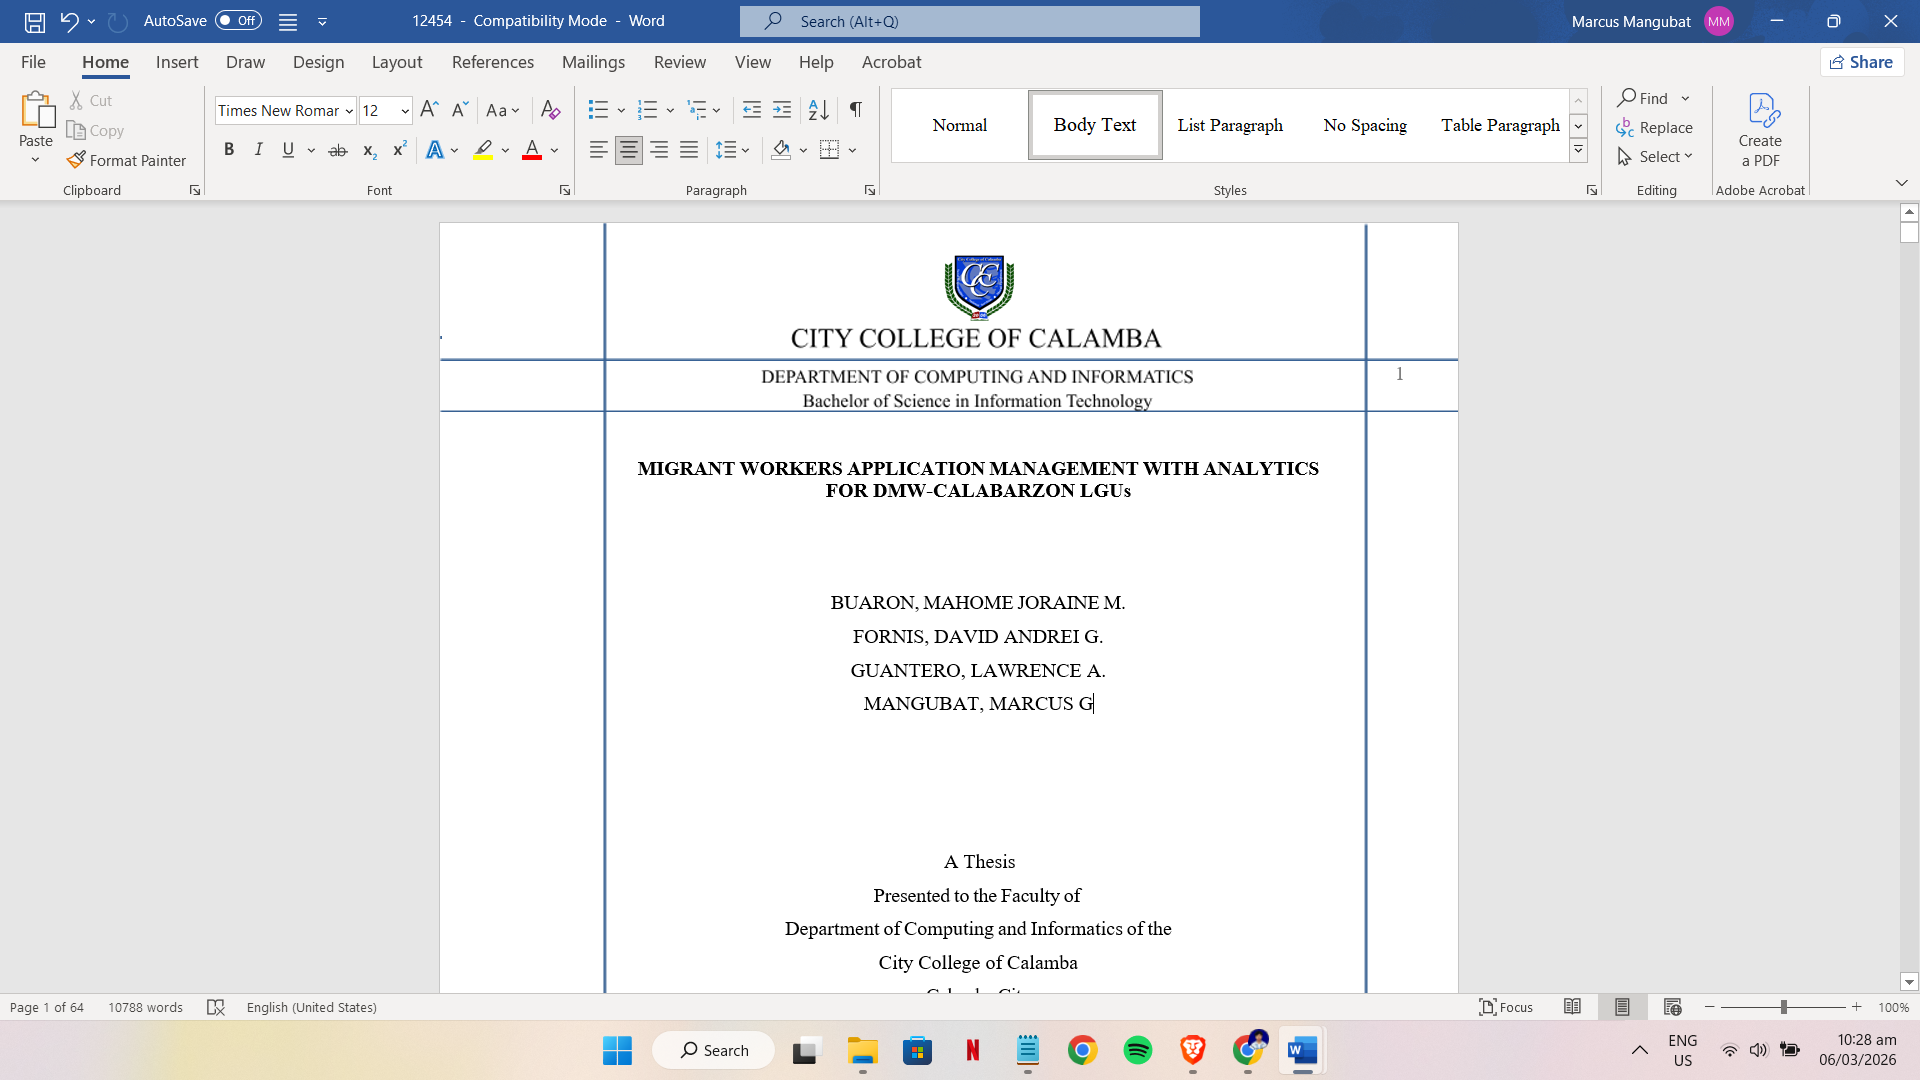 AutoSave Off 12454 - Compatibility Mode - Word Search (Alt+Q) Marcus Mangubat MM
File Home Insert Draw Design Layout References Mailings Review View Help Acrobat Share
Paste Cut Copy Format Painter
Clipboard
Times New Roman 12 Aa
B I U ab x₂ x² A A
Font
Paragraph
Normal Body Text List Paragraph No Spacing Table Paragraph
Styles
Find Replace Select
Editing
Create a PDF
Adobe Acrobat
CITY COLLEGE OF CALAMBA
DEPARTMENT OF COMPUTING AND INFORMATICS 1
Bachelor of Science in Information Technology
MIGRANT WORKERS APPLICATION MANAGEMENT WITH ANALYTICS
FOR DMW-CALABARZON LGUs
BUARON, MAHOME JORAINE M.
FORNIS, DAVID ANDREI G.
GUANTERO, LAWRENCE A.
MANGUBAT, MARCUS G
A Thesis
Presented to the Faculty of
Department of Computing and Informatics of the
City College of Calamba
Page 1 of 64 10788 words English (United States) Focus 100%
Search ENG US 10:28 am 06/03/2026